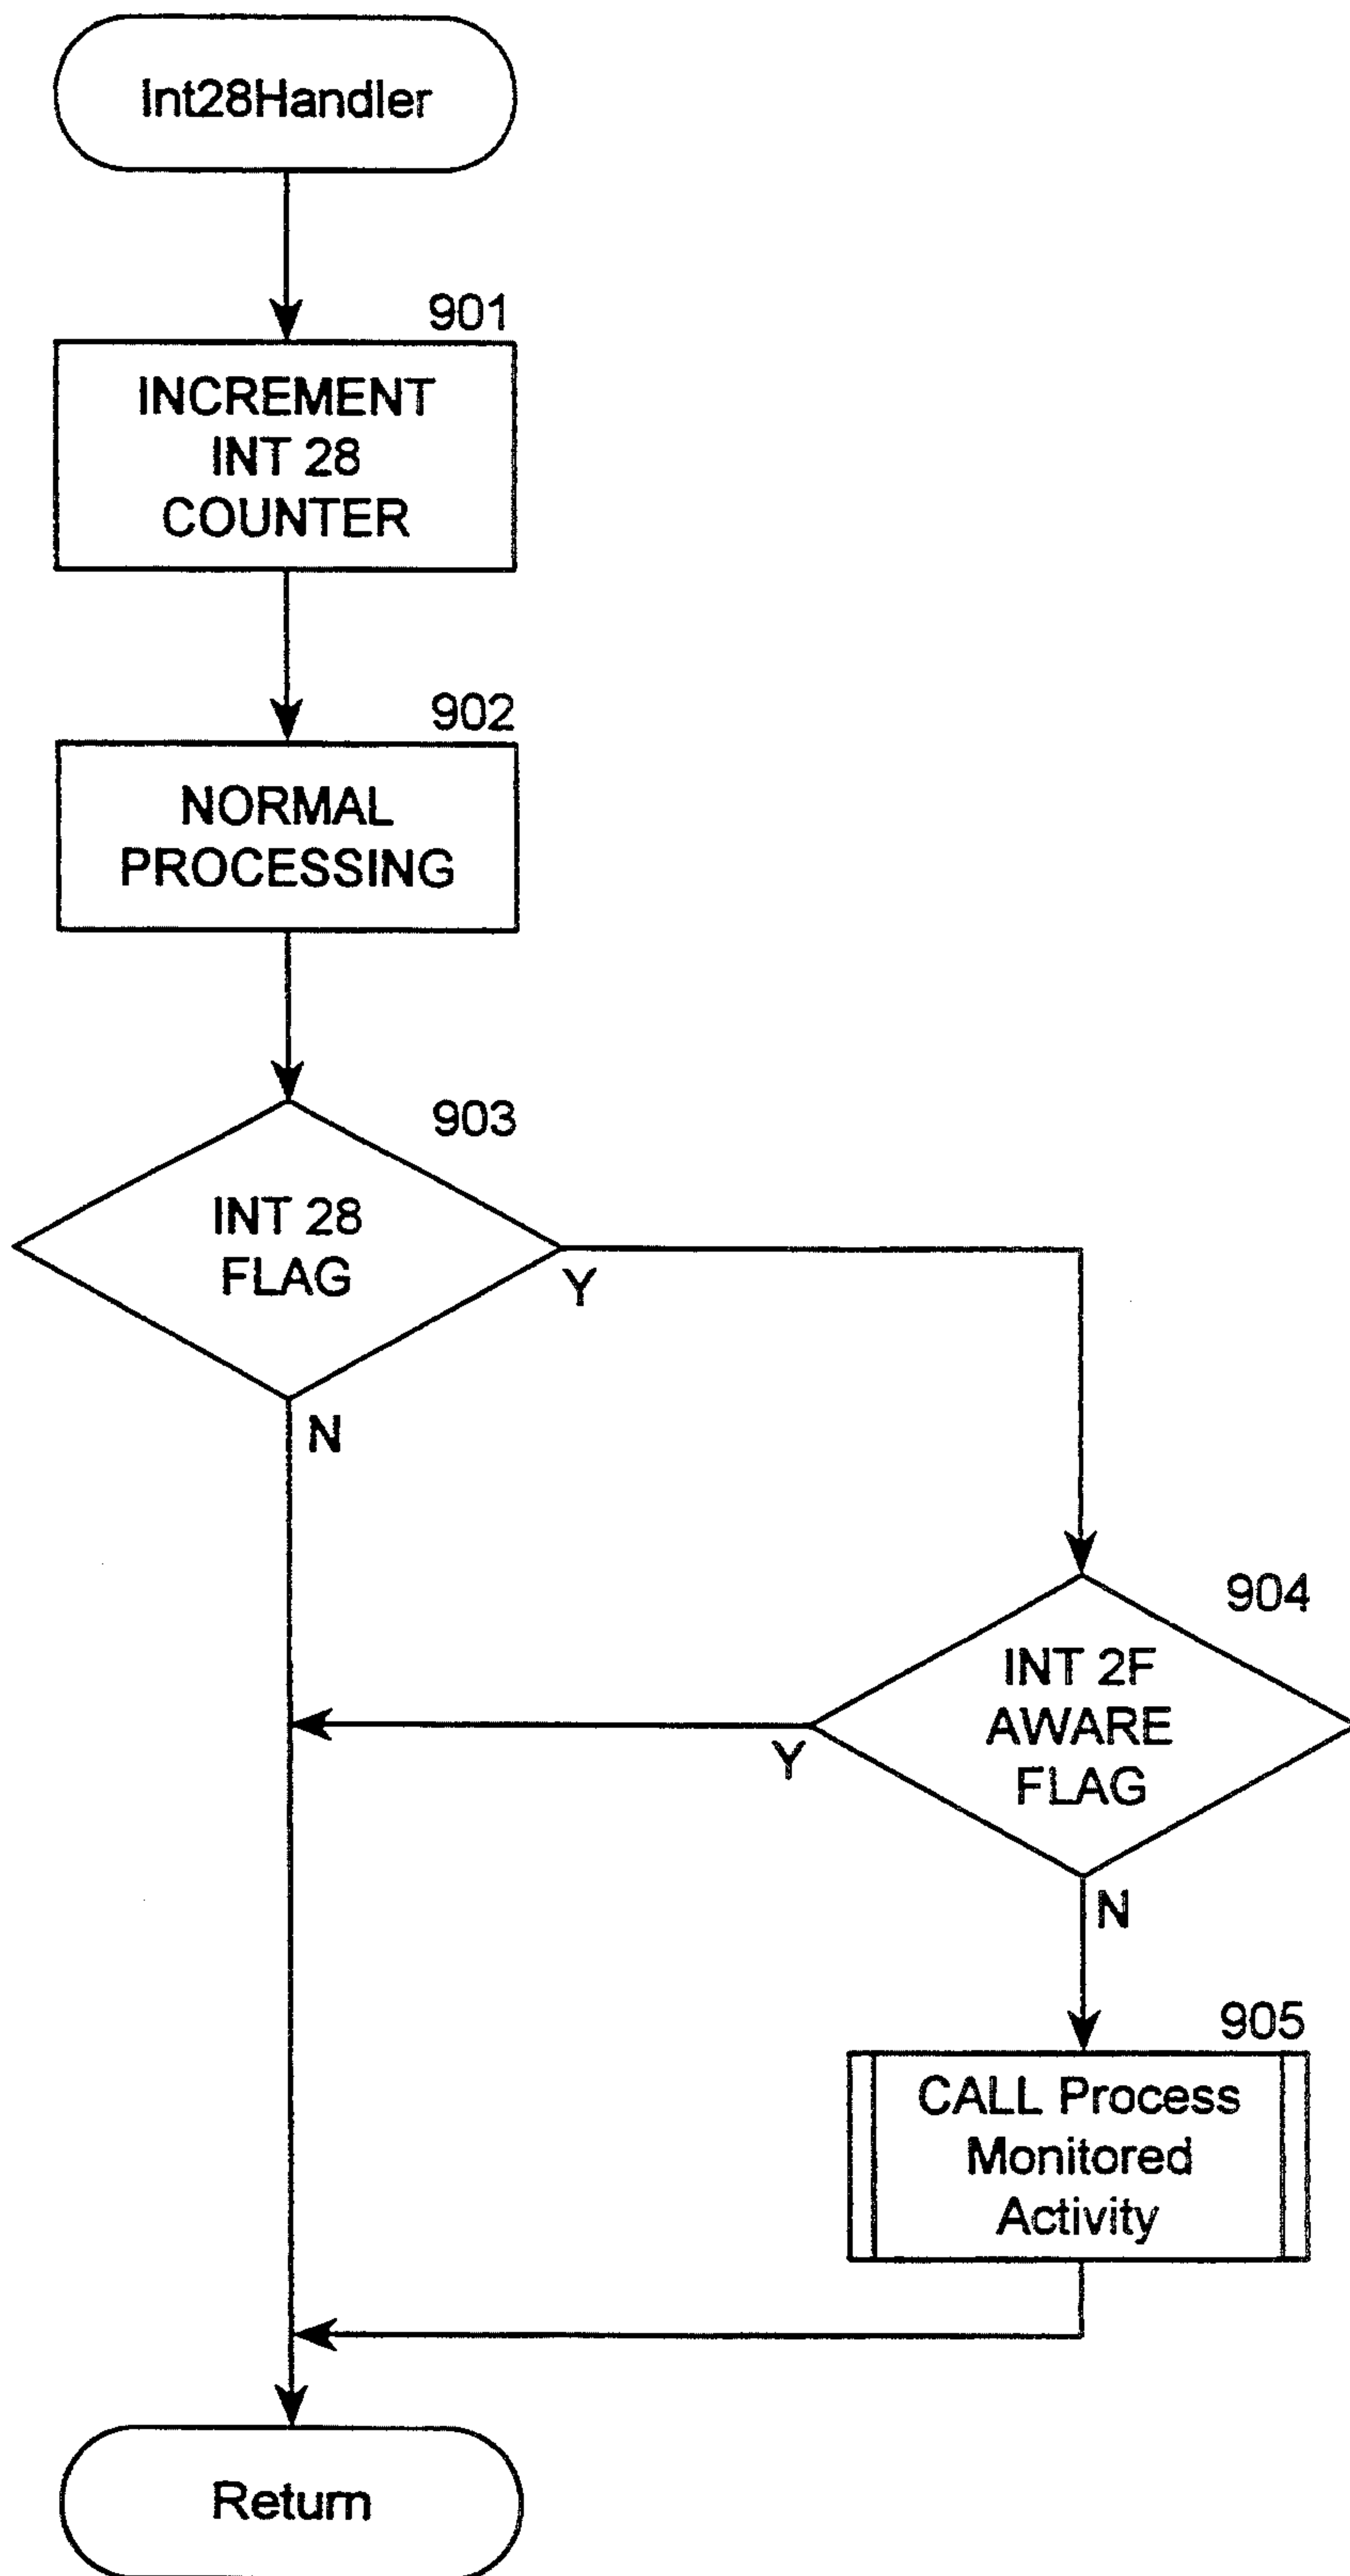 Int28Handler
901
INCREMENT
INT 28
COUNTER
902
NORMAL
PROCESSING
903
INT 28
FLAG
Y
N
904
INT 2F
AWARE
FLAG
Y
N
905
CALL Process
Monitored
Activity
Return